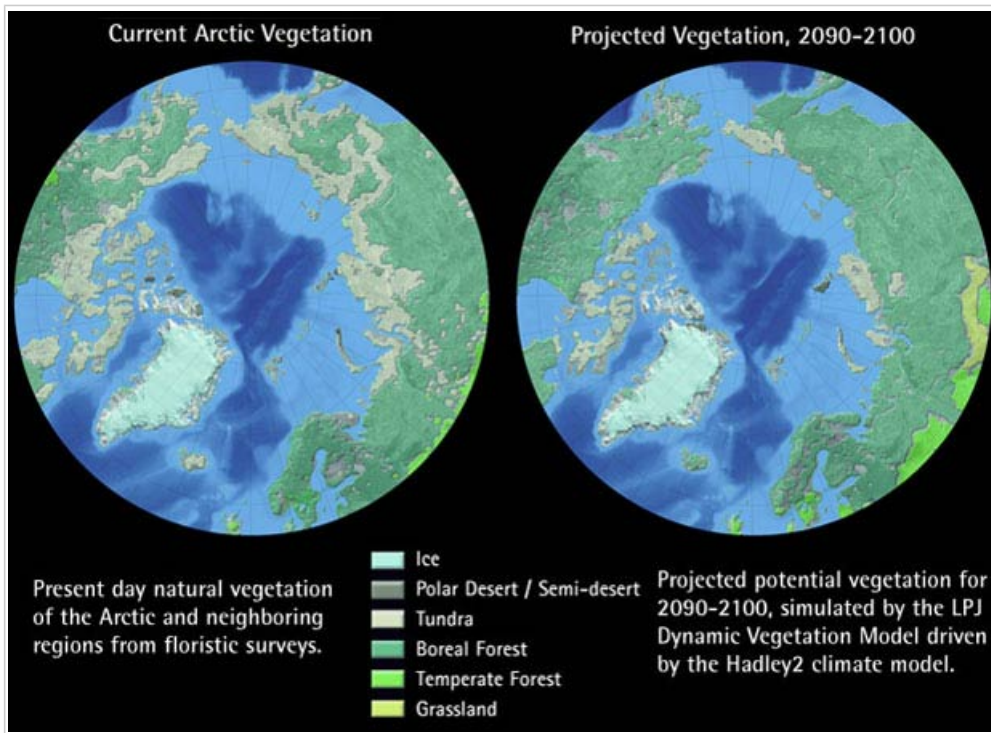 Current Arctic Vegetation
Projected Vegetation, 2090-2100
Present day natural vegetation
of the Arctic and neighboring
regions from floristic surveys.
Ice
Polar Desert / Semi-desert
Tundra
Boreal Forest
Temperate Forest
Grassland
Projected potential vegetation for
2090-2100, simulated by the LPJ
Dynamic Vegetation Model driven
by the Hadley2 climate model.